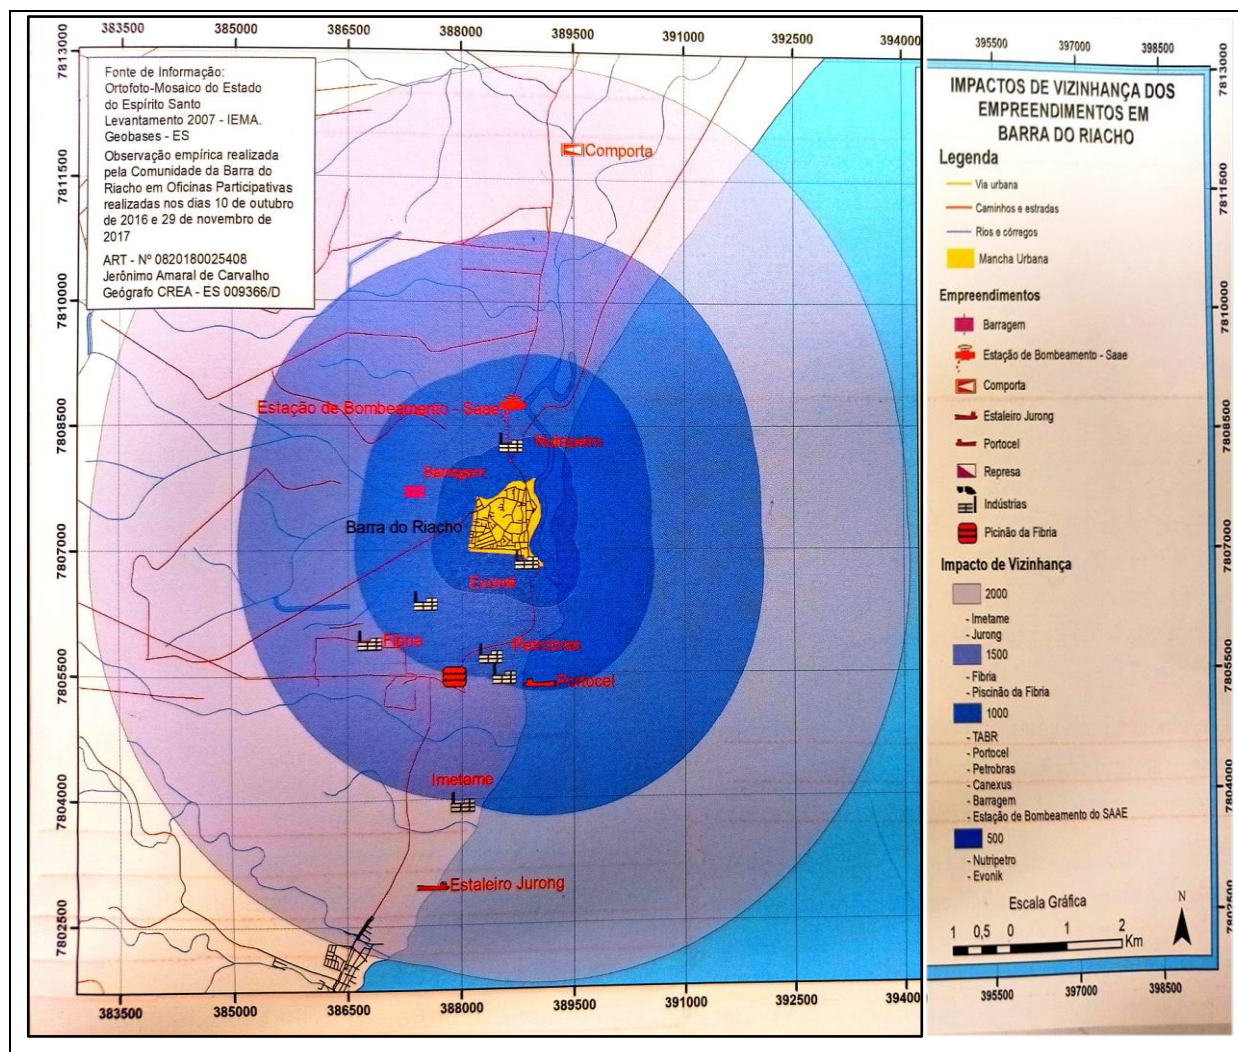 383500 385000 386500 388000 389500 391000 392500 394000
7813000
7811500
7810000
7808500
7807000
7805500
7804000
7802500
Fonte de Informação:
Ortofoto-Mosaico do Estado
do Espírito Santo
Levantamento 2007 - IEMA.
Geobases - ES
Observação empírica realizada
pela Comunidade da Barra do
Riacho em Oficinas Participativas
realizadas nos dias 10 de outubro
de 2016 e 29 de novembro de
2017
ART - Nº 0820180025408
Jerônimo Amaral de Carvalho
Geógrafo CREA - ES 009366/D
Comporta
Estação de Bombeamento - Saae
Nutripetro
Barragem
Barra do Riacho
Evonik
Fibria
Petrobras
Portocel
Imetame
Estaleiro Jurong
383500 385000 386500 388000 389500 391000 392500 394000
395500 397000 398500
IMPACTOS DE VIZINHANÇA DOS
EMPREENDIMENTOS EM
BARRA DO RIACHO
Legenda
Via urbana
Caminhos e estradas
Rios e córregos
Mancha Urbana
Empreendimentos
Barragem
Estação de Bombeamento - Saae
Comporta
Estaleiro Jurong
Portocel
Represa
Indústrias
Picinão da Fibria
Impacto de Vizinhança
2000
- Imetame
- Jurong
1500
- Fibria
- Piscinão da Fibria
1000
- TABR
- Portocel
- Petrobras
- Canexus
- Barragem
- Estação de Bombeamento do SAAE
500
- Nutripetro
- Evonik
Escala Gráfica
1 0,5 0 1 2
Km
N
7813000
7811500
7810000
7808500
7807000
7805500
7804000
7802500
395500 397000 398500